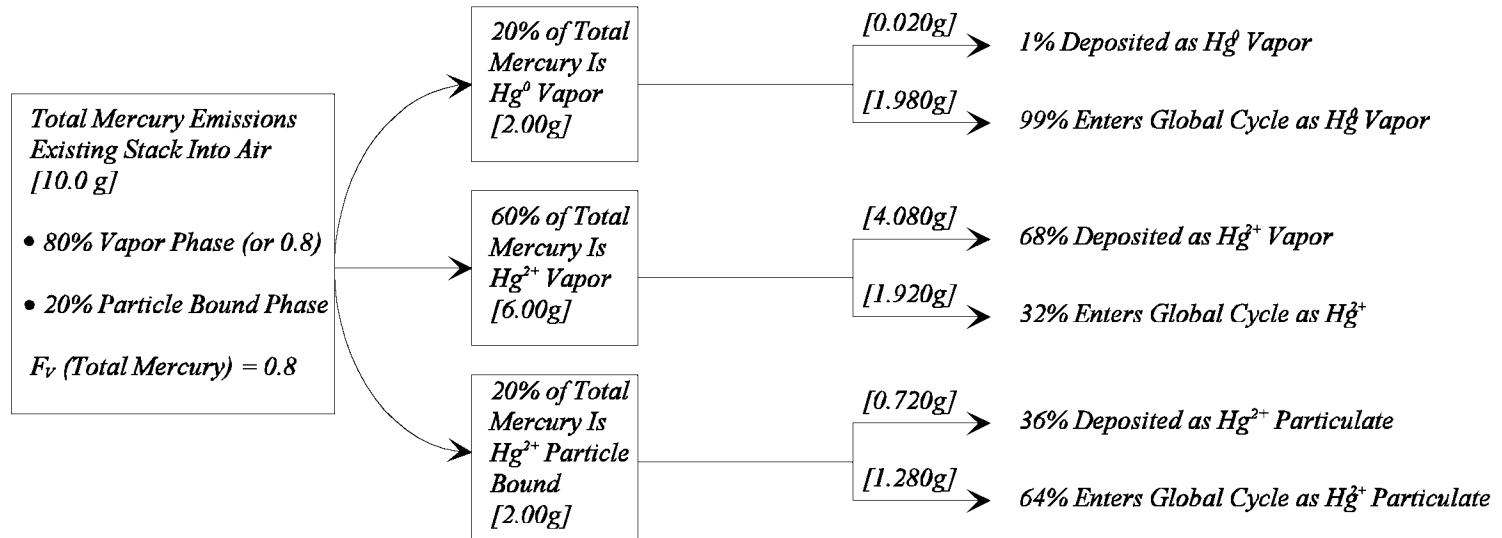 Total Mercury Emissions
Existing Stack Into Air
[10.0 g]
• 80% Vapor Phase (or 0.8)
• 20% Particle Bound Phase
Fᵥ (Total Mercury) = 0.8
20% of Total
Mercury Is
Hg⁰ Vapor
[2.00g]
[0.020g]
1% Deposited as Hg⁰ Vapor
[1.980g]
99% Enters Global Cycle as Hg⁰ Vapor
60% of Total
Mercury Is
Hg²⁺ Vapor
[6.00g]
[4.080g]
68% Deposited as Hg²⁺ Vapor
[1.920g]
32% Enters Global Cycle as Hg²⁺
20% of Total
Mercury Is
Hg²⁺ Particle
Bound
[2.00g]
[0.720g]
36% Deposited as Hg²⁺ Particulate
[1.280g]
64% Enters Global Cycle as Hg²⁺ Particulate